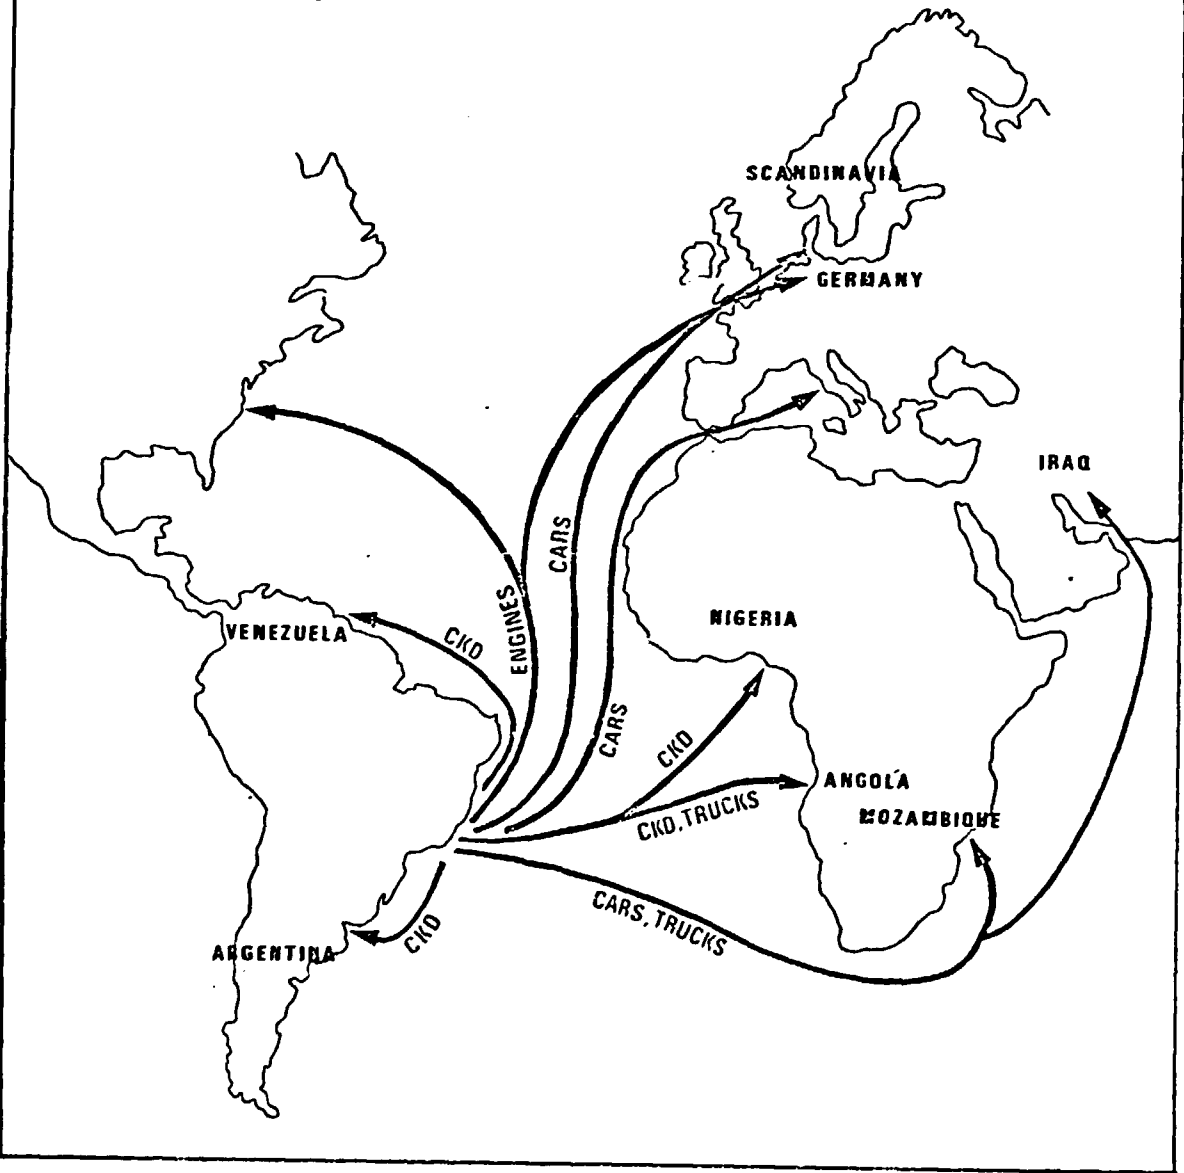 SCANDINAVIA
GERMANY
IRAQ
CARS
ENGINES
NIGERIA
VENEZUELA
CKD
CARS
CKD
ANGOLA
CKD, TRUCKS
MOZAMBIQUE
CARS, TRUCKS
CKD
ARGENTINA